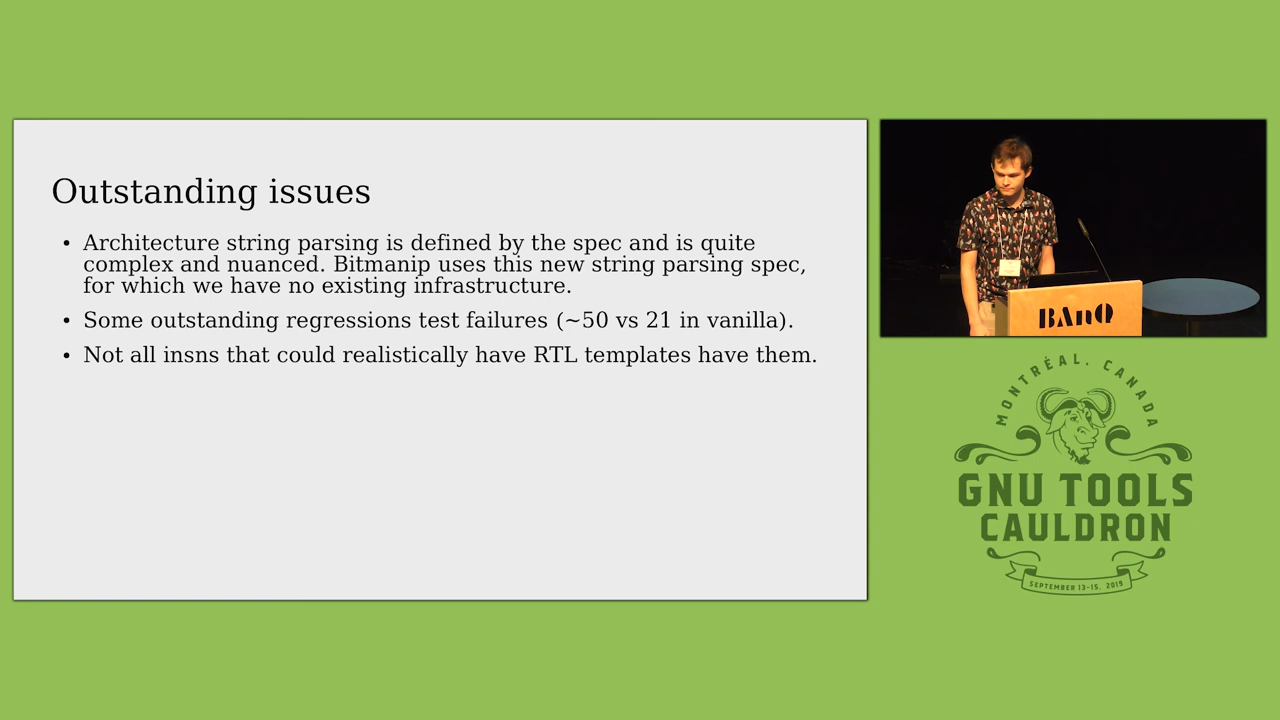 Outstanding issues
• Architecture string parsing is defined by the spec and is quite
complex and nuanced. Bitmanip uses this new string parsing spec,
for which we have no existing infrastructure.
• Some outstanding regressions test failures (~50 vs 21 in vanilla).
• Not all insns that could realistically have RTL templates have them.
BAnQ
MONTRÉAL, CANADA
GNU TOOLS
CAULDRON
SEPTEMBER 13-15, 2019